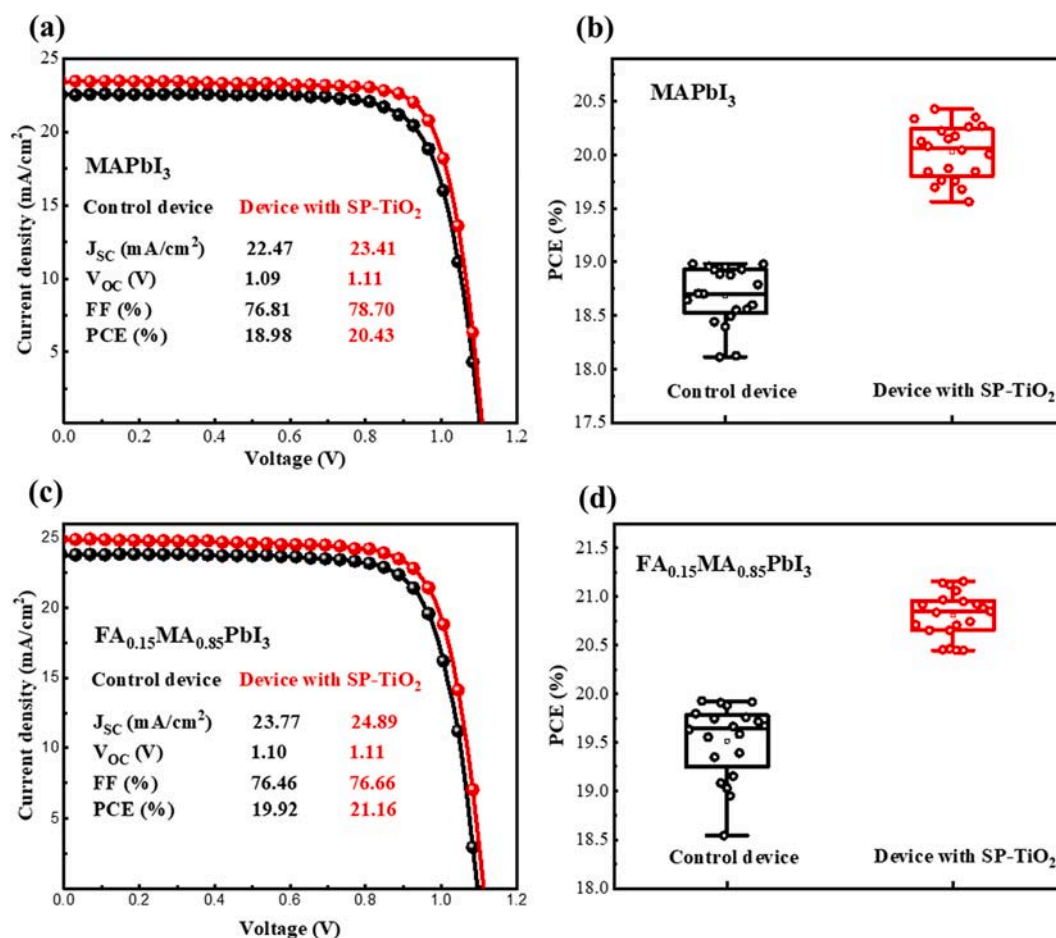 (a)
25
20
15
10
5
Current density (mA/cm²)
MAPbI₃
Control device Device with SP-TiO₂
J_SC (mA/cm²) 22.47 23.41
V_OC (V) 1.09 1.11
FF (%) 76.81 78.70
PCE (%) 18.98 20.43
0.0 0.2 0.4 0.6 0.8 1.0 1.2
Voltage (V)
(b)
MAPbI₃
20.5
20.0
19.5
19.0
18.5
18.0
17.5
PCE (%)
Control device Device with SP-TiO₂
(c)
25
20
15
10
5
Current density (mA/cm²)
FA₀.₁₅MA₀.₈₅PbI₃
Control device Device with SP-TiO₂
J_SC (mA/cm²) 23.77 24.89
V_OC (V) 1.10 1.11
FF (%) 76.46 76.66
PCE (%) 19.92 21.16
0.0 0.2 0.4 0.6 0.8 1.0 1.2
Voltage (V)
(d)
21.5
21.0
20.5
20.0
19.5
19.0
18.5
18.0
PCE (%)
FA₀.₁₅MA₀.₈₅PbI₃
Control device Device with SP-TiO₂